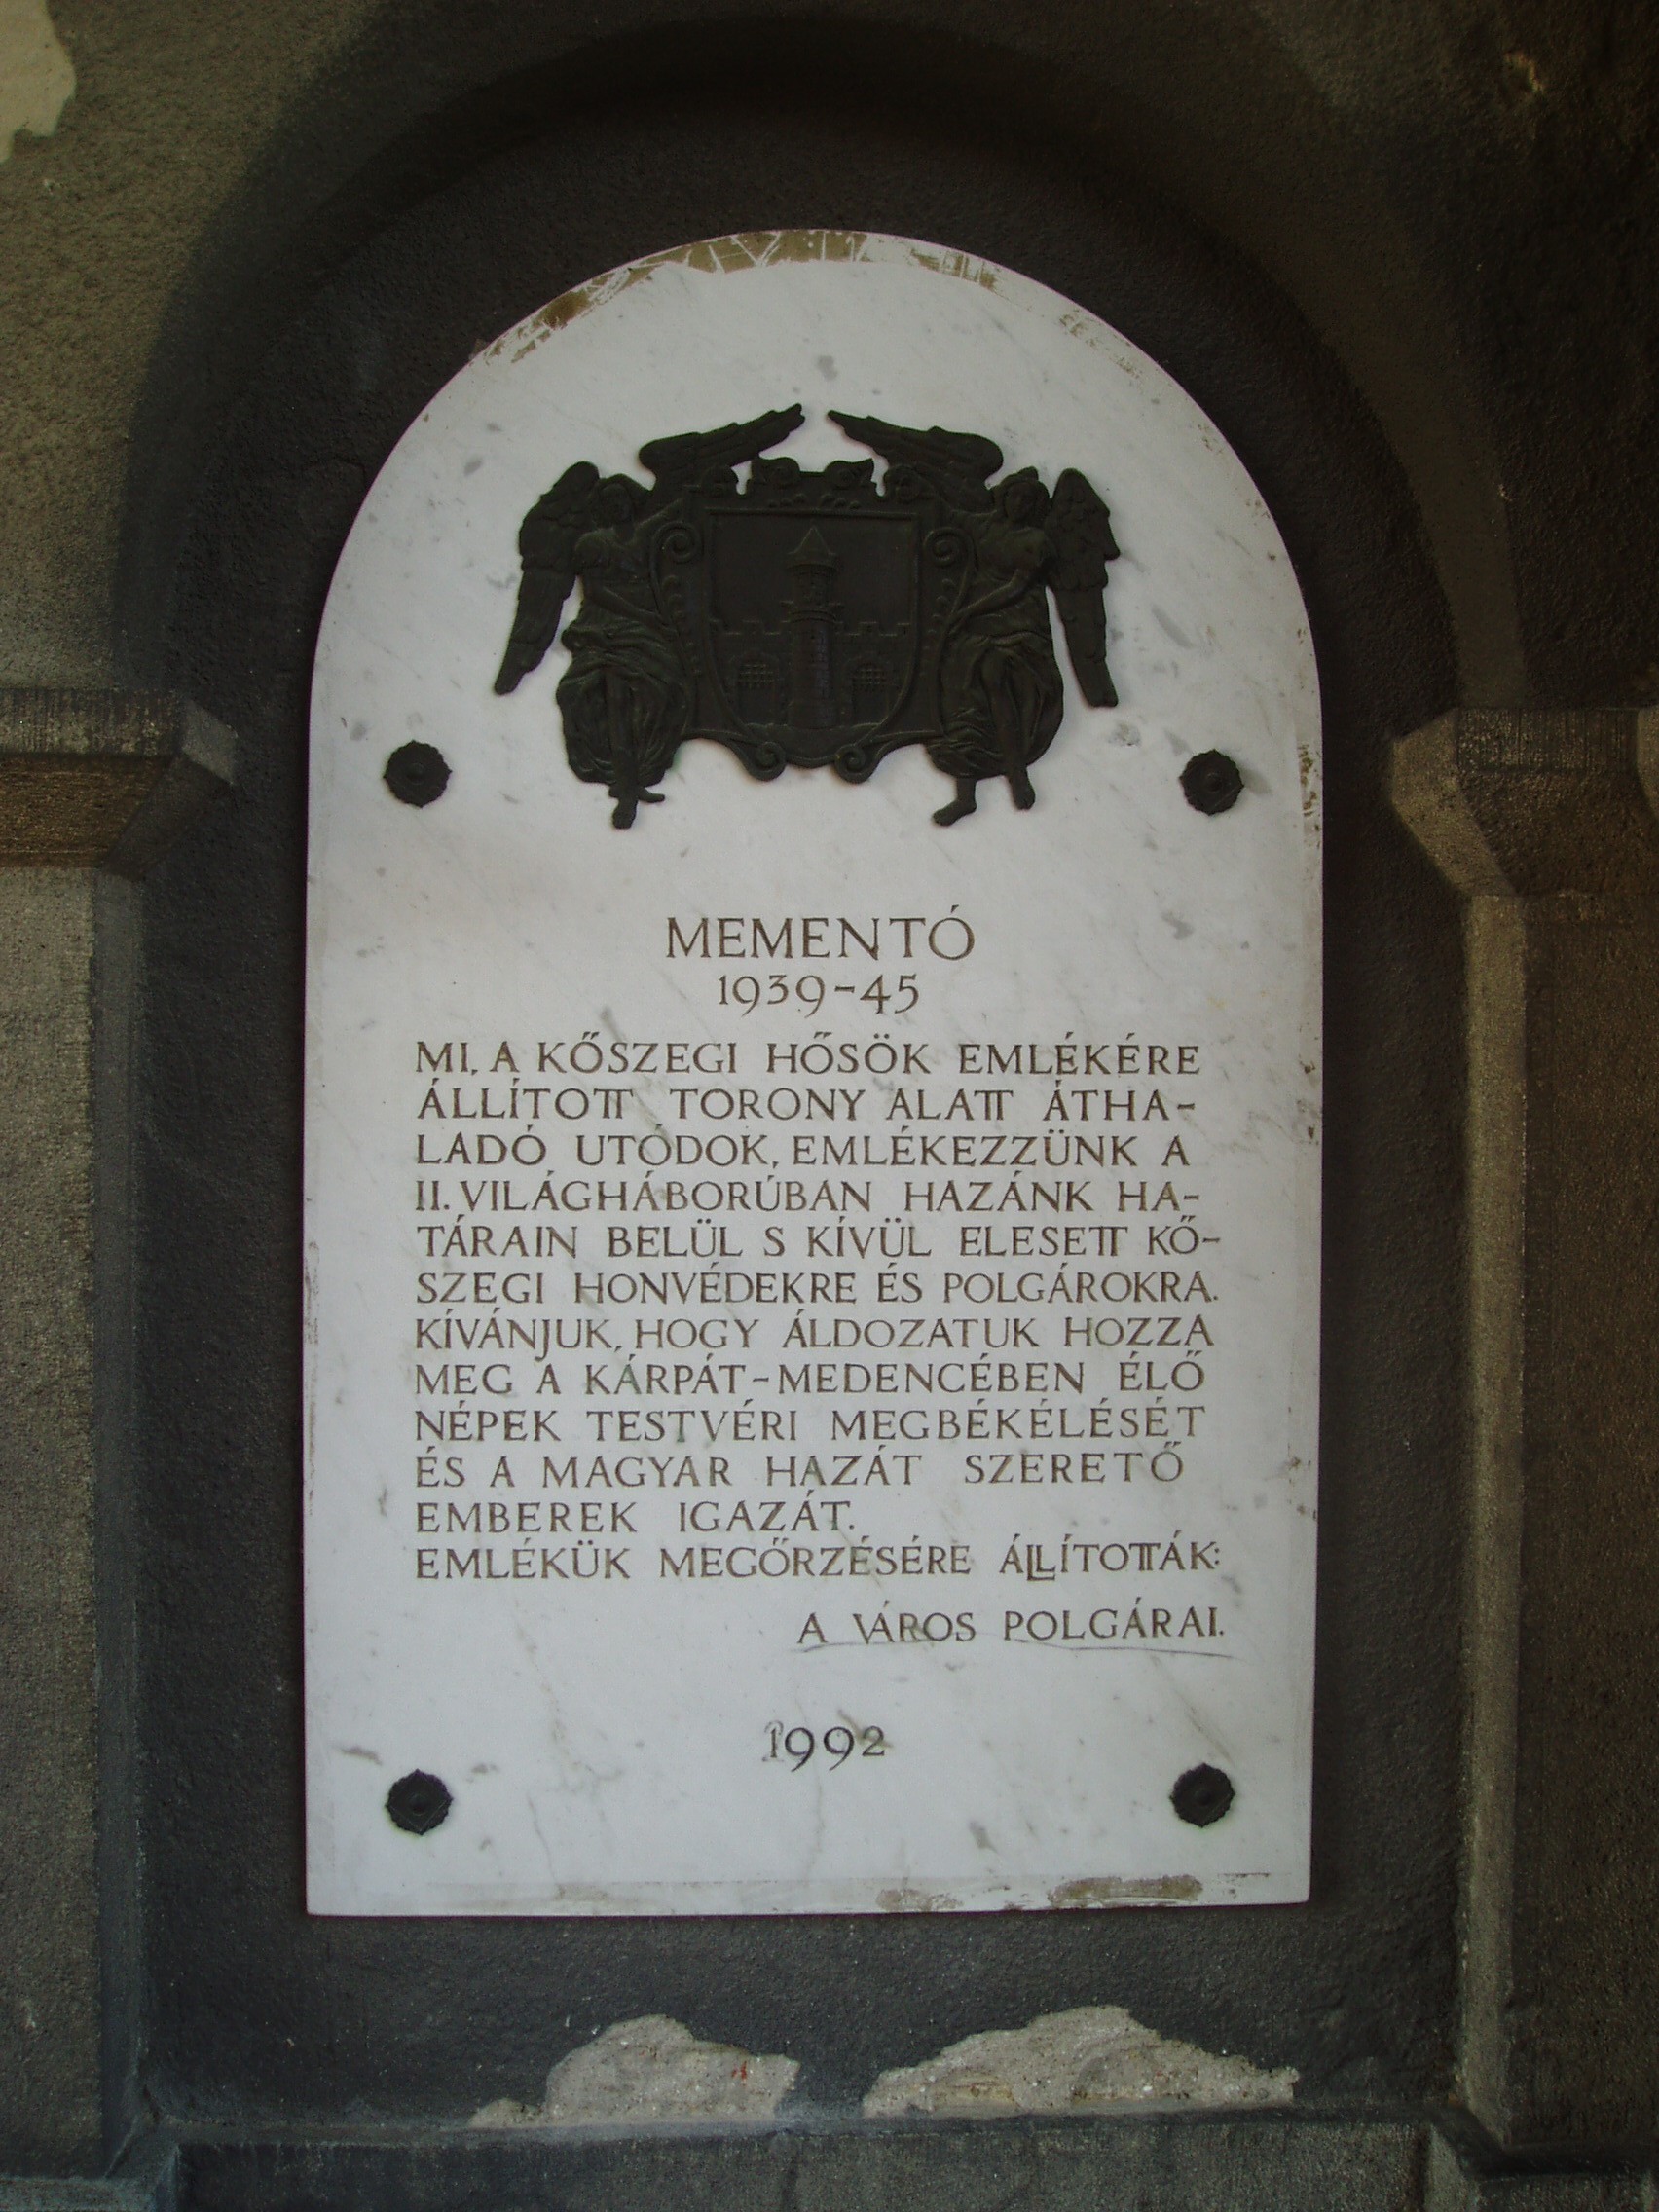 MEMENTÓ
1939-45
MI, A KŐSZEGI HŐSÖK EMLÉKÉRE
ÁLLÍTOTT TORONY ALATT ÁTHA-
LADÓ UTÓDOK, EMLÉKEZZÜNK A
II. VILÁGHÁBORÚBAN HAZÁNK HA-
TÁRAIN BELÜL S KÍVÜL ELESETT KŐ-
SZEGI HONVÉDEKRE ÉS POLGÁROKRA.
KÍVÁNJUK, HOGY ÁLDOZATUK HOZZA
MEG A KÁRPÁT-MEDENCÉBEN ÉLŐ
NÉPEK TESTVÉRI MEGBÉKÉLÉSÉT
ÉS A MAGYAR HAZÁT SZERETŐ
EMBEREK IGAZÁT.
EMLÉKÜK MEGŐRZÉSÉRE ÁLLÍTOTTÁK:
A VÁROS POLGÁRAI.
1992